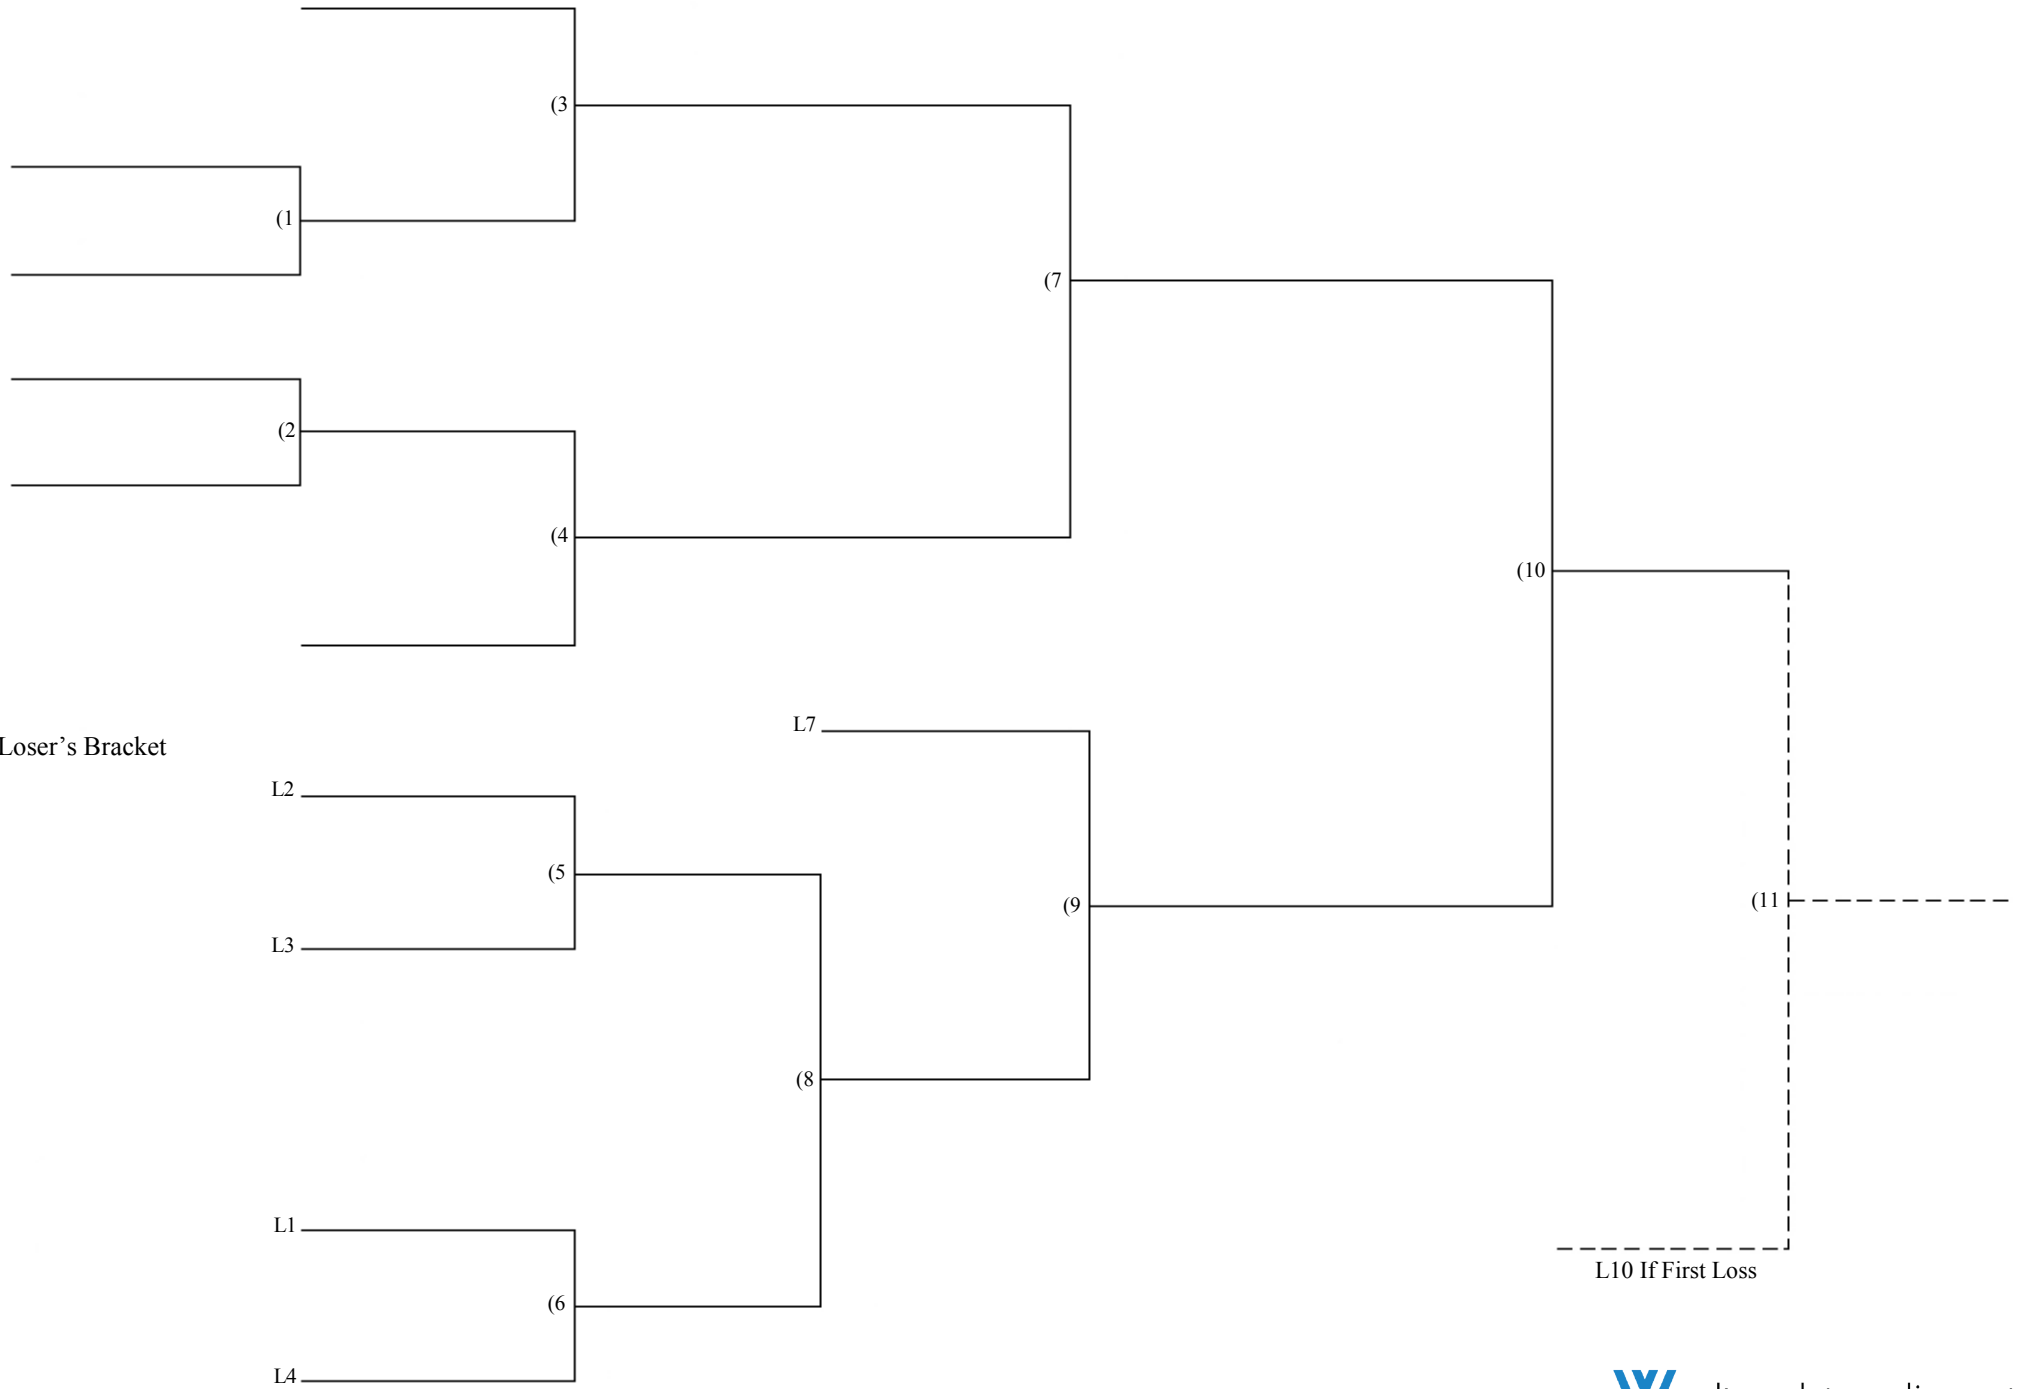 (3
(1
(7
(2
(4
(10
L7
Loser's Bracket
L2
(5
(11
(9
L3
(8
L1
L10 If First Loss
(6
L4